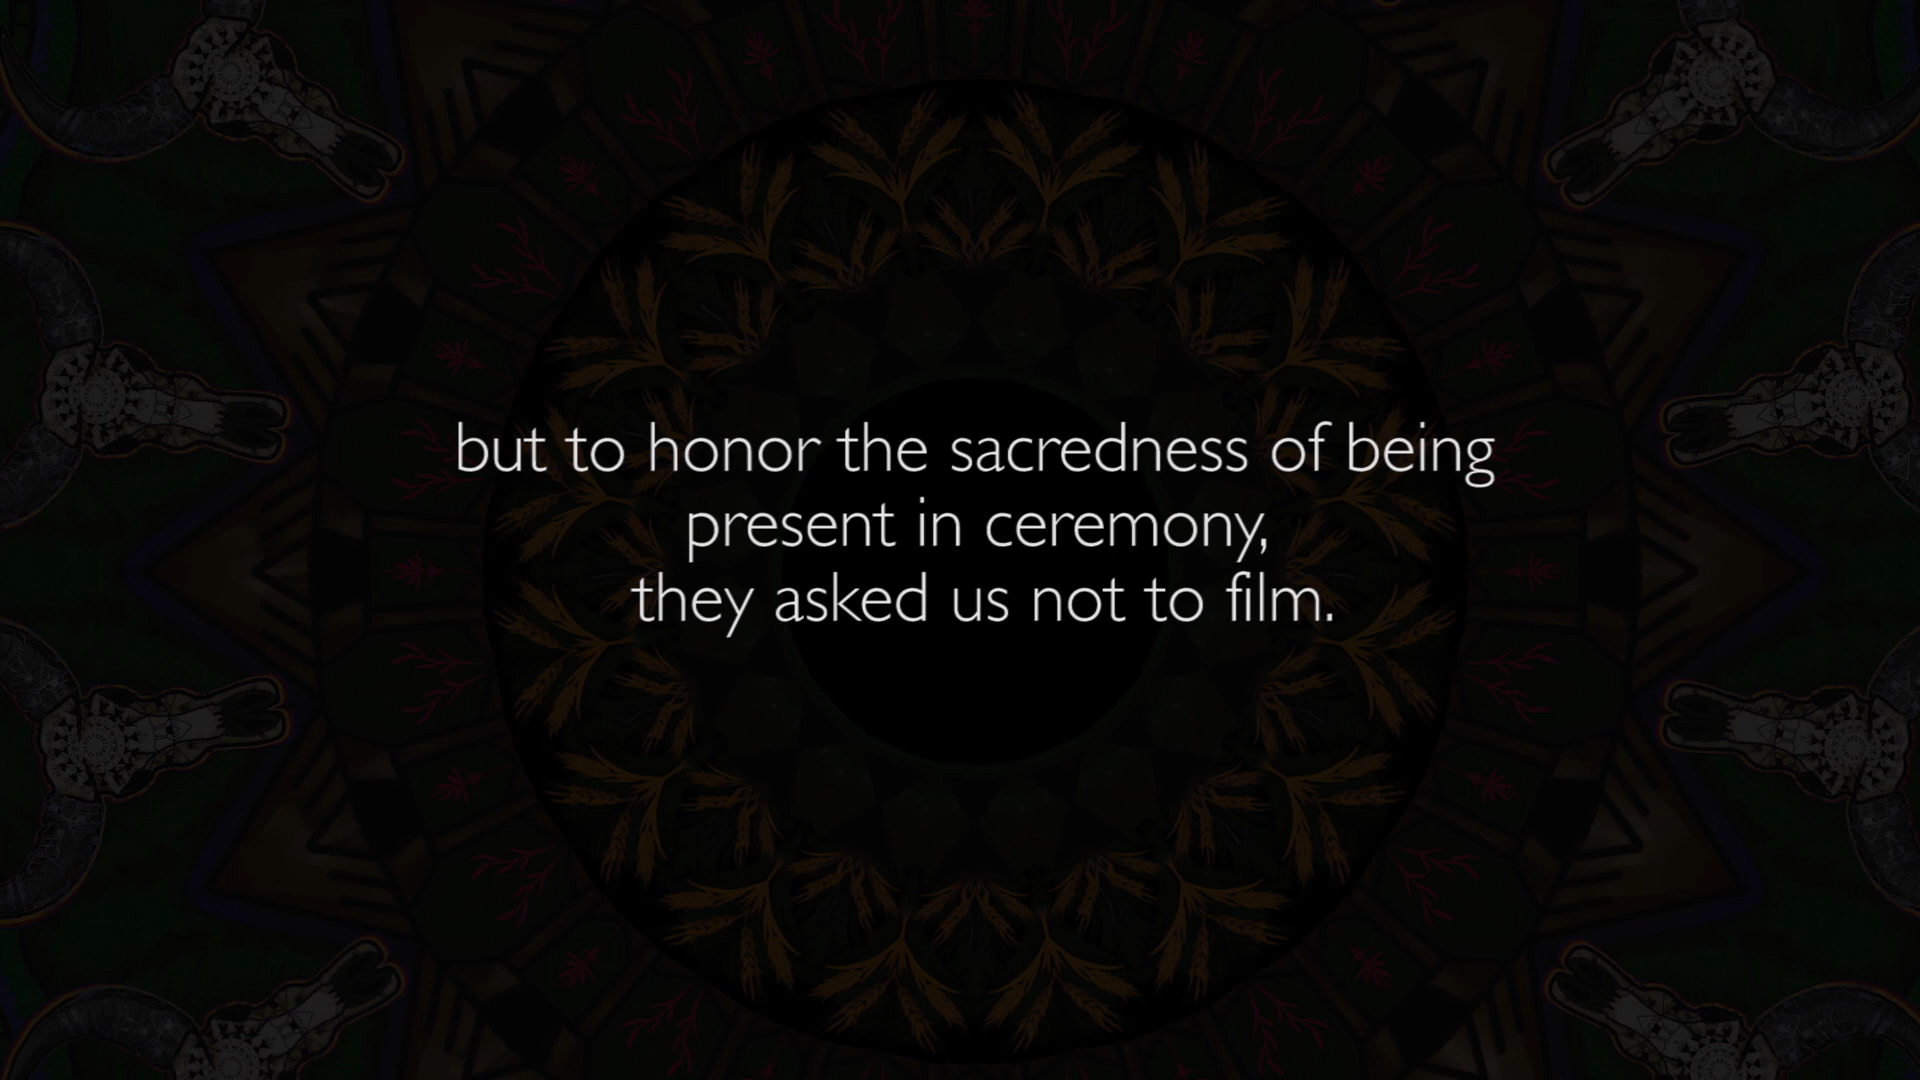 but to honor the sacredness of being
present in ceremony,
they asked us not to film.